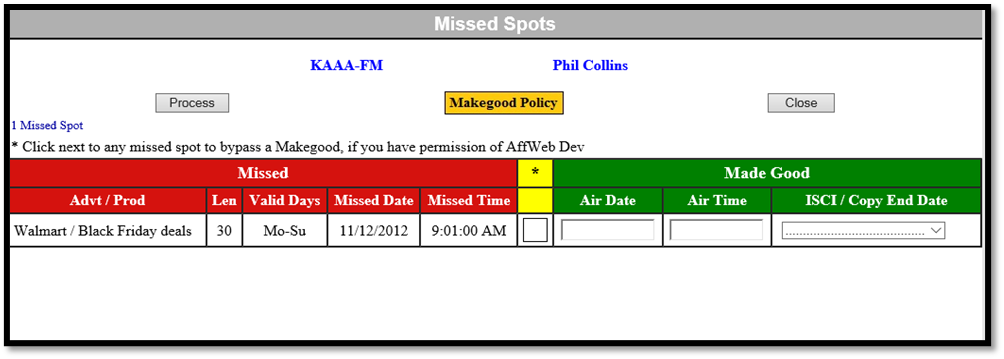 Missed Spots
KAAA-FM Phil Collins
Process Makegood Policy Close
1 Missed Spot
* Click next to any missed spot to bypass a Makegood, if you have permission of AffWeb Dev
Missed * Made Good
Advt / Prod Len Valid Days Missed Date Missed Time Air Date Air Time ISCI / Copy End Date
Walmart / Black Friday deals 30 Mo-Su 11/12/2012 9:01:00 AM ........................................